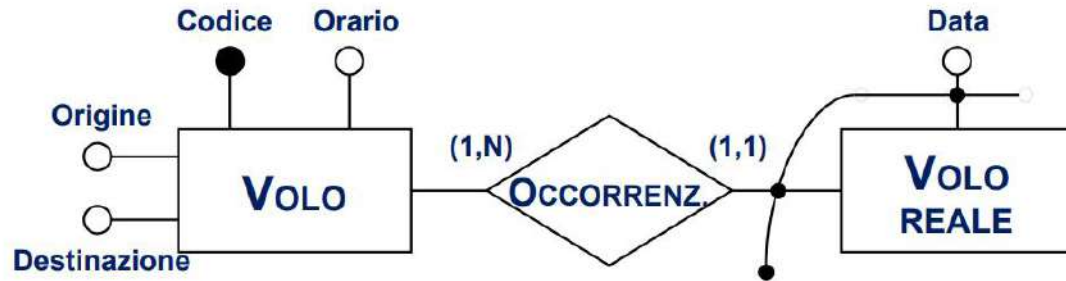 Codice Orario Data
Origine
(1,N) (1,1)
VOLO OCCORRENZ. VOLO
REALE
Destinazione